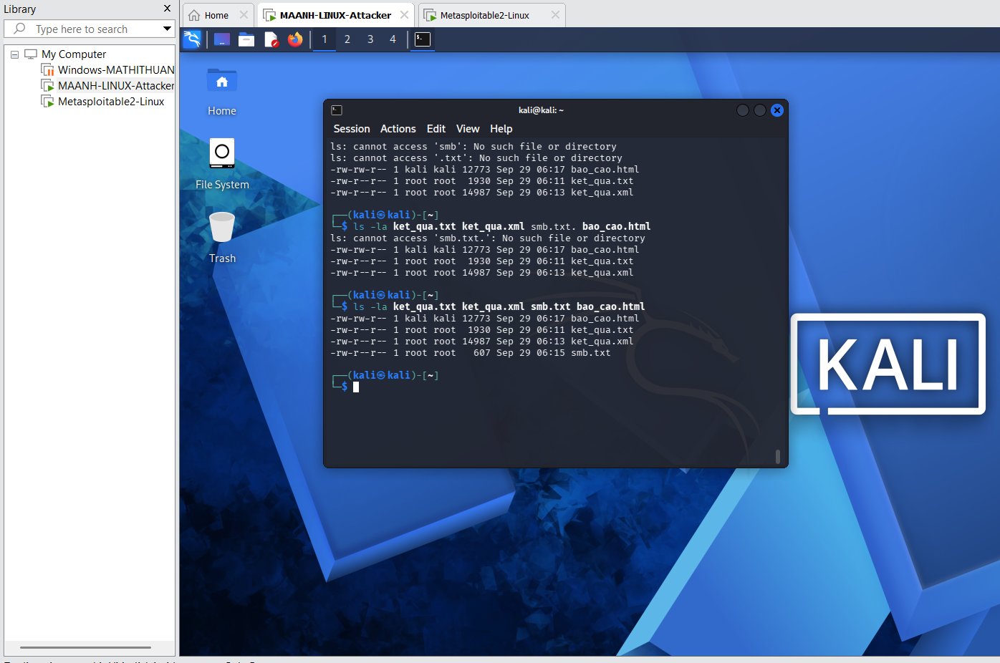 Library
Type here to search
My Computer
Windows-MATHITHUAN
MAANH-LINUX-Attacker
Metasploitable2-Linux
Home
MAANH-LINUX-Attacker
Metasploitable2-Linux
1 2 3 4
Home
File System
Trash
kali@kali: ~
Session Actions Edit View Help
ls: cannot access 'smb': No such file or directory
ls: cannot access '.txt': No such file or directory
-rw-rw-r-- 1 kali kali 12773 Sep 29 06:17 bao_cao.html
-rw-r--r-- 1 root root  1930 Sep 29 06:11 ket_qua.txt
-rw-r--r-- 1 root root 14987 Sep 29 06:13 ket_qua.xml
┌──(kali㉿kali)-[~]
└─$ ls -la ket_qua.txt ket_qua.xml smb.txt. bao_cao.html
ls: cannot access 'smb.txt.': No such file or directory
-rw-rw-r-- 1 kali kali 12773 Sep 29 06:17 bao_cao.html
-rw-r--r-- 1 root root  1930 Sep 29 06:11 ket_qua.txt
-rw-r--r-- 1 root root 14987 Sep 29 06:13 ket_qua.xml
┌──(kali㉿kali)-[~]
└─$ ls -la ket_qua.txt ket_qua.xml smb.txt bao_cao.html
-rw-rw-r-- 1 kali kali 12773 Sep 29 06:17 bao_cao.html
-rw-r--r-- 1 root root  1930 Sep 29 06:11 ket_qua.txt
-rw-r--r-- 1 root root 14987 Sep 29 06:13 ket_qua.xml
-rw-r--r-- 1 root root   607 Sep 29 06:15 smb.txt
┌──(kali㉿kali)-[~]
└─$
KALI